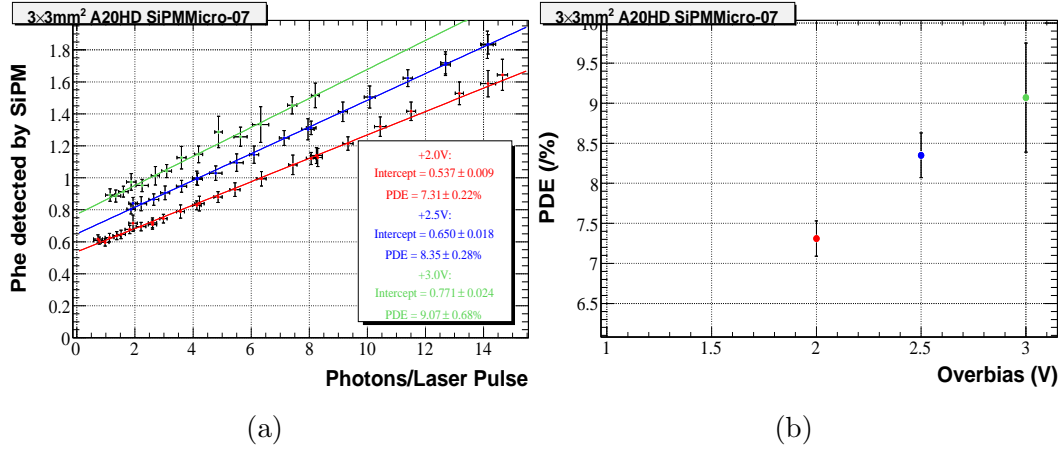 3×3mm² A20HD SiPMMicro-07
Phe detected by SiPM
1.8
1.6
1.4
1.2
1
0.8
0.6
0.4
0.2
0
+2.0V:
Intercept = 0.537 ± 0.009
PDE = 7.31 ± 0.22%
+2.5V:
Intercept = 0.650 ± 0.018
PDE = 8.35 ± 0.28%
+3.0V:
Intercept = 0.771 ± 0.024
PDE = 9.07 ± 0.68%
0 2 4 6 8 10 12 14
Photons/Laser Pulse
(a)
3×3mm² A20HD SiPMMicro-07
PDE (/%)
10
9.5
9
8.5
8
7.5
7
6.5
1 1.5 2 2.5 3
Overbias (V)
(b)